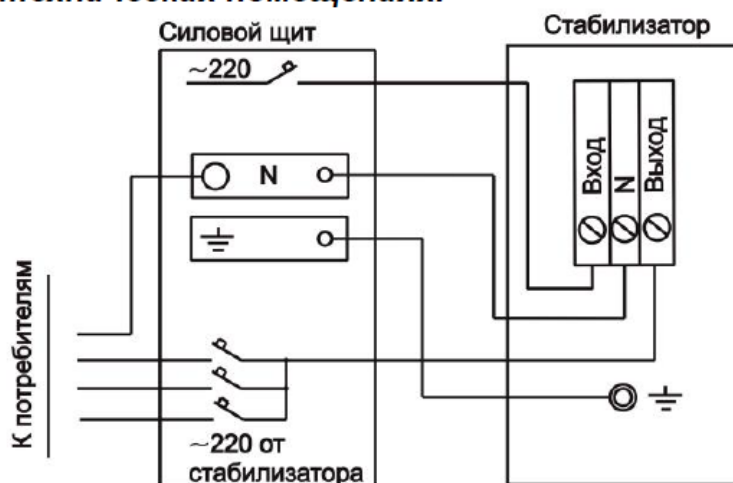 Силовой щит
Стабилизатор
~220
N
Вход
N
Выход
К потребителям
~220 от
стабилизатора